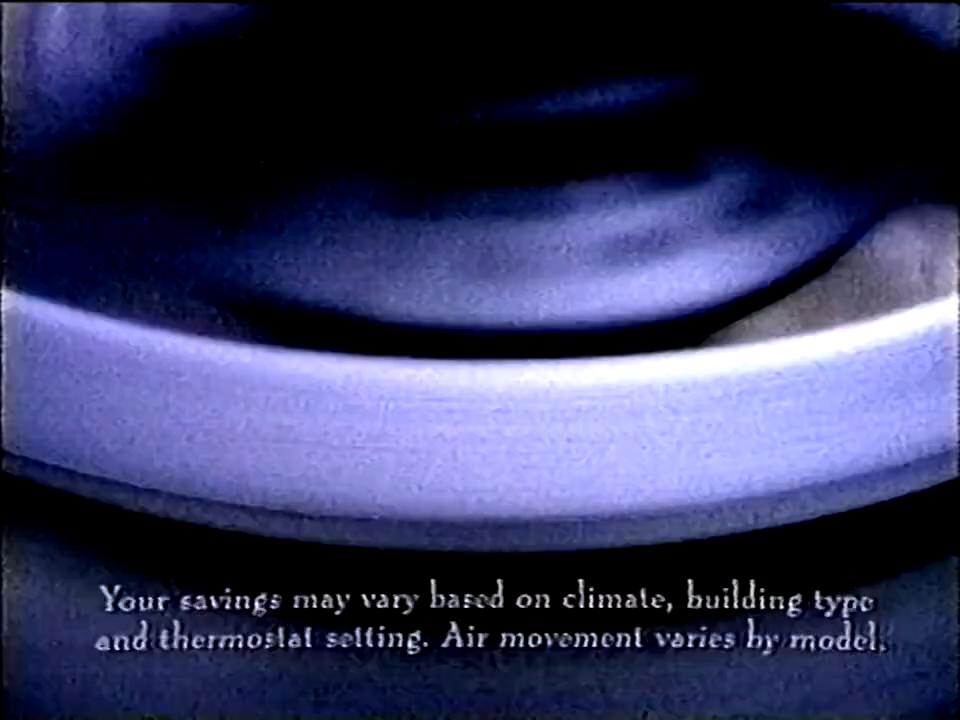 Your savings may vary based on climate, building type
and thermostat setting. Air movement varies by model.